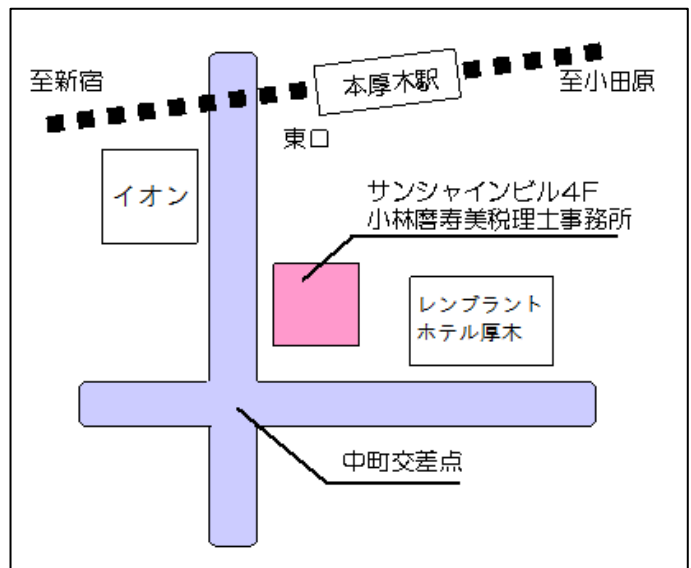 至新宿
本厚木駅
至小田原
東口
イオン
サンシャインビル4F
小林磨寿美税理士事務所
レンブラント
ホテル厚木
中町交差点